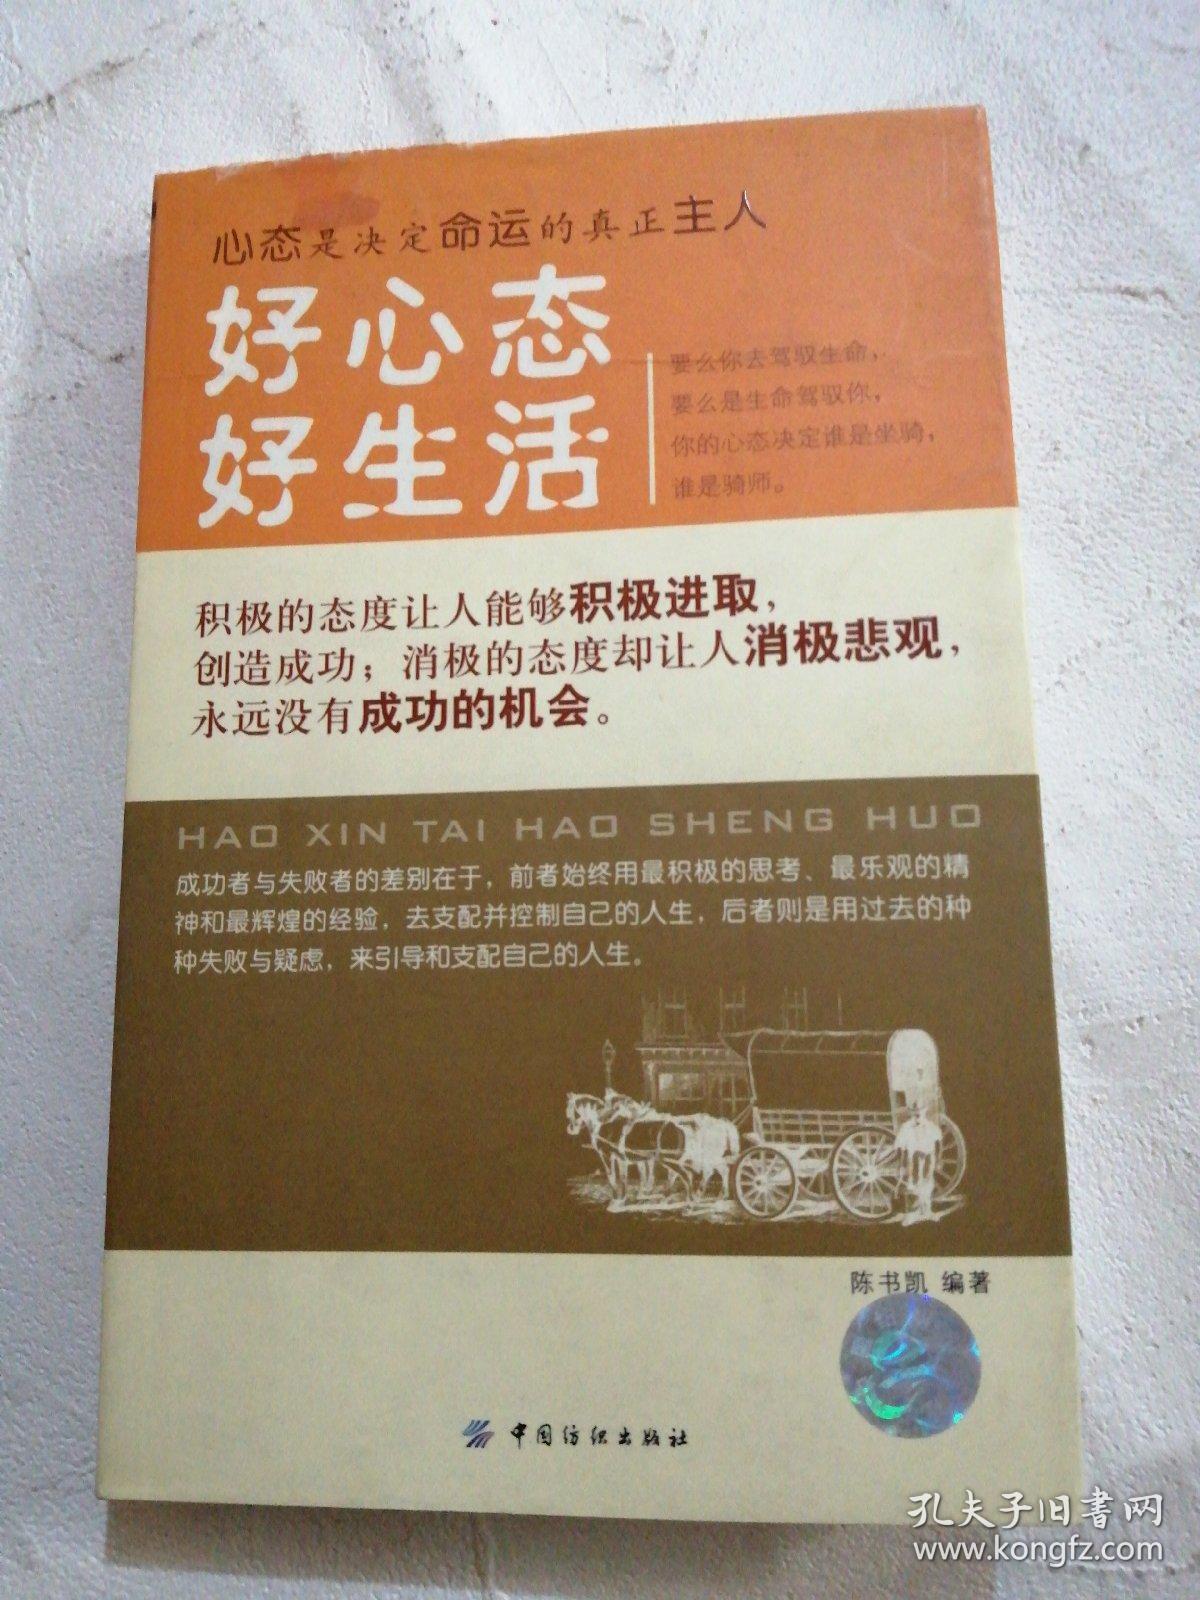 心态是决定命运的真正主人
好心态
好生活
要么你去驾驭生命，
要么是生命驾驭你，
你的心态决定谁是坐骑，
谁是骑师。
积极的态度让人能够积极进取，
创造成功；消极的态度却让人消极悲观，
永远没有成功的机会。
HAO XIN TAI HAO SHENG HUO
成功者与失败者的差别在于，前者始终用最积极的思考、最乐观的精
神和最辉煌的经验，去支配并控制自己的人生，后者则是用过去的种
种失败与疑虑，来引导和支配自己的人生。
陈书凯 编著
中国纺织出版社
孔夫子旧書网
www.kongfz.com